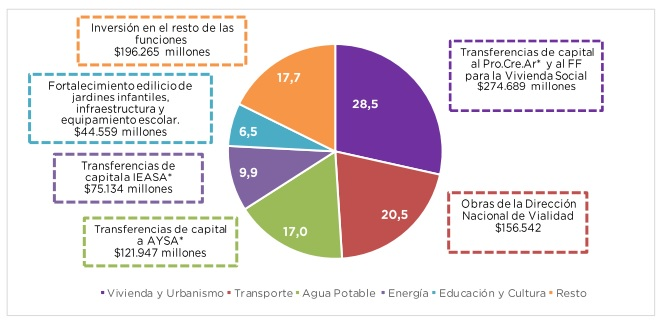 Inversión en el resto de las
funciones
$196.265 millones
Fortalecimiento edilicio de
jardines infantiles,
infraestructura y
equipamiento escolar.
$44.559 millones
Transferencias de
capitala IEASA*
$75.134 millones
Transferencias de capital
a AYSA*
$121.947 millones
17,7
6,5
9,9
17,0
28,5
20,5
Transferencias de capital
al Pro.Cre.Ar* y al FF
para la Vivienda Social
$274.689 millones
Obras de la Dirección
Nacional de Vialidad
$156.542
Vivienda y Urbanismo Transporte Agua Potable Energía Educación y Cultura Resto